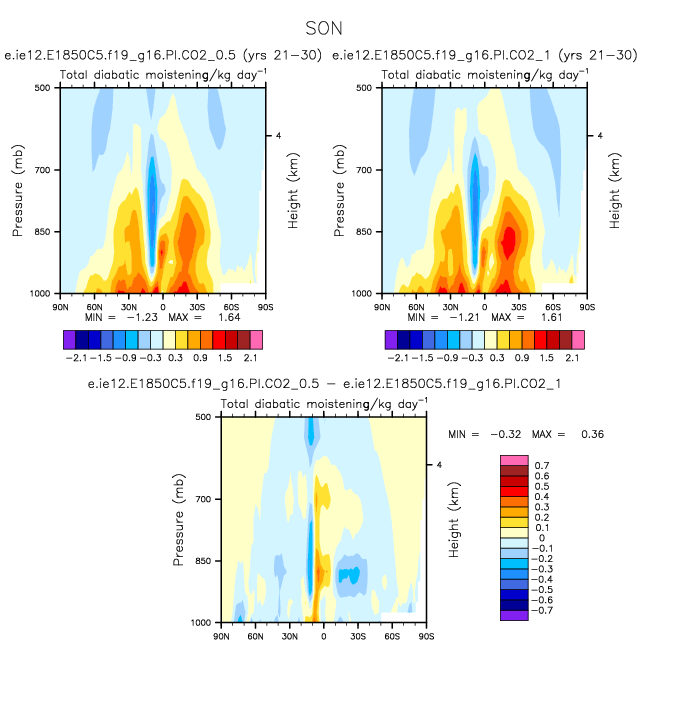 SON
e.ie12.E1850C5.f19_g16.PI.CO2_0.5 (yrs 21−30) e.ie12.E1850C5.f19_g16.PI.CO2_1 (yrs 21−30)
Total diabatic moistening/kg day−1 Total diabatic moistening/kg day−1
500 500
4 4
700 700
Pressure (mb) Height (km) Pressure (mb) Height (km)
850 850
1000 1000
90N 60N 30N 0 30S 60S 90S 90N 60N 30N 0 30S 60S 90S
MIN = −1.23 MAX = 1.64 MIN = −1.21 MAX = 1.61
−2.1 −1.5 −0.9 −0.3 0.3 0.9 1.5 2.1 −2.1 −1.5 −0.9 −0.3 0.3 0.9 1.5 2.1
e.ie12.E1850C5.f19_g16.PI.CO2_0.5 − e.ie12.E1850C5.f19_g16.PI.CO2_1
Total diabatic moistening/kg day−1
500
MIN = −0.32 MAX = 0.36
4
700
Pressure (mb) Height (km)
850
1000
90N 60N 30N 0 30S 60S 90S
0.7
0.6
0.5
0.4
0.3
0.2
0.1
0
−0.1
−0.2
−0.3
−0.4
−0.5
−0.6
−0.7